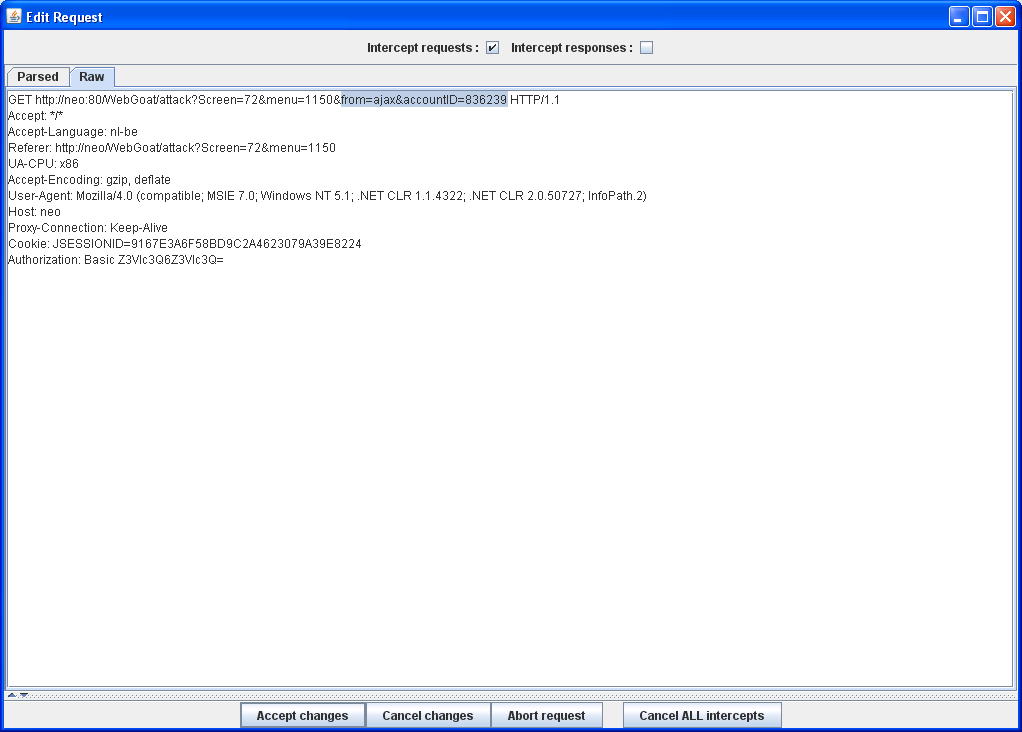 Edit Request
Intercept requests : Intercept responses :
Parsed Raw
GET http://neo:80/WebGoat/attack?Screen=72&menu=1150&from=ajax&accountID=836239 HTTP/1.1
Accept: */*
Accept-Language: nl-be
Referer: http://neo/WebGoat/attack?Screen=72&menu=1150
UA-CPU: x86
Accept-Encoding: gzip, deflate
User-Agent: Mozilla/4.0 (compatible; MSIE 7.0; Windows NT 5.1; .NET CLR 1.1.4322; .NET CLR 2.0.50727; InfoPath.2)
Host: neo
Proxy-Connection: Keep-Alive
Cookie: JSESSIONID=9167E3A6F58BD9C2A4623079A39E8224
Authorization: Basic Z3Vlc3Q6Z3Vlc3Q=
Accept changes Cancel changes Abort request Cancel ALL intercepts